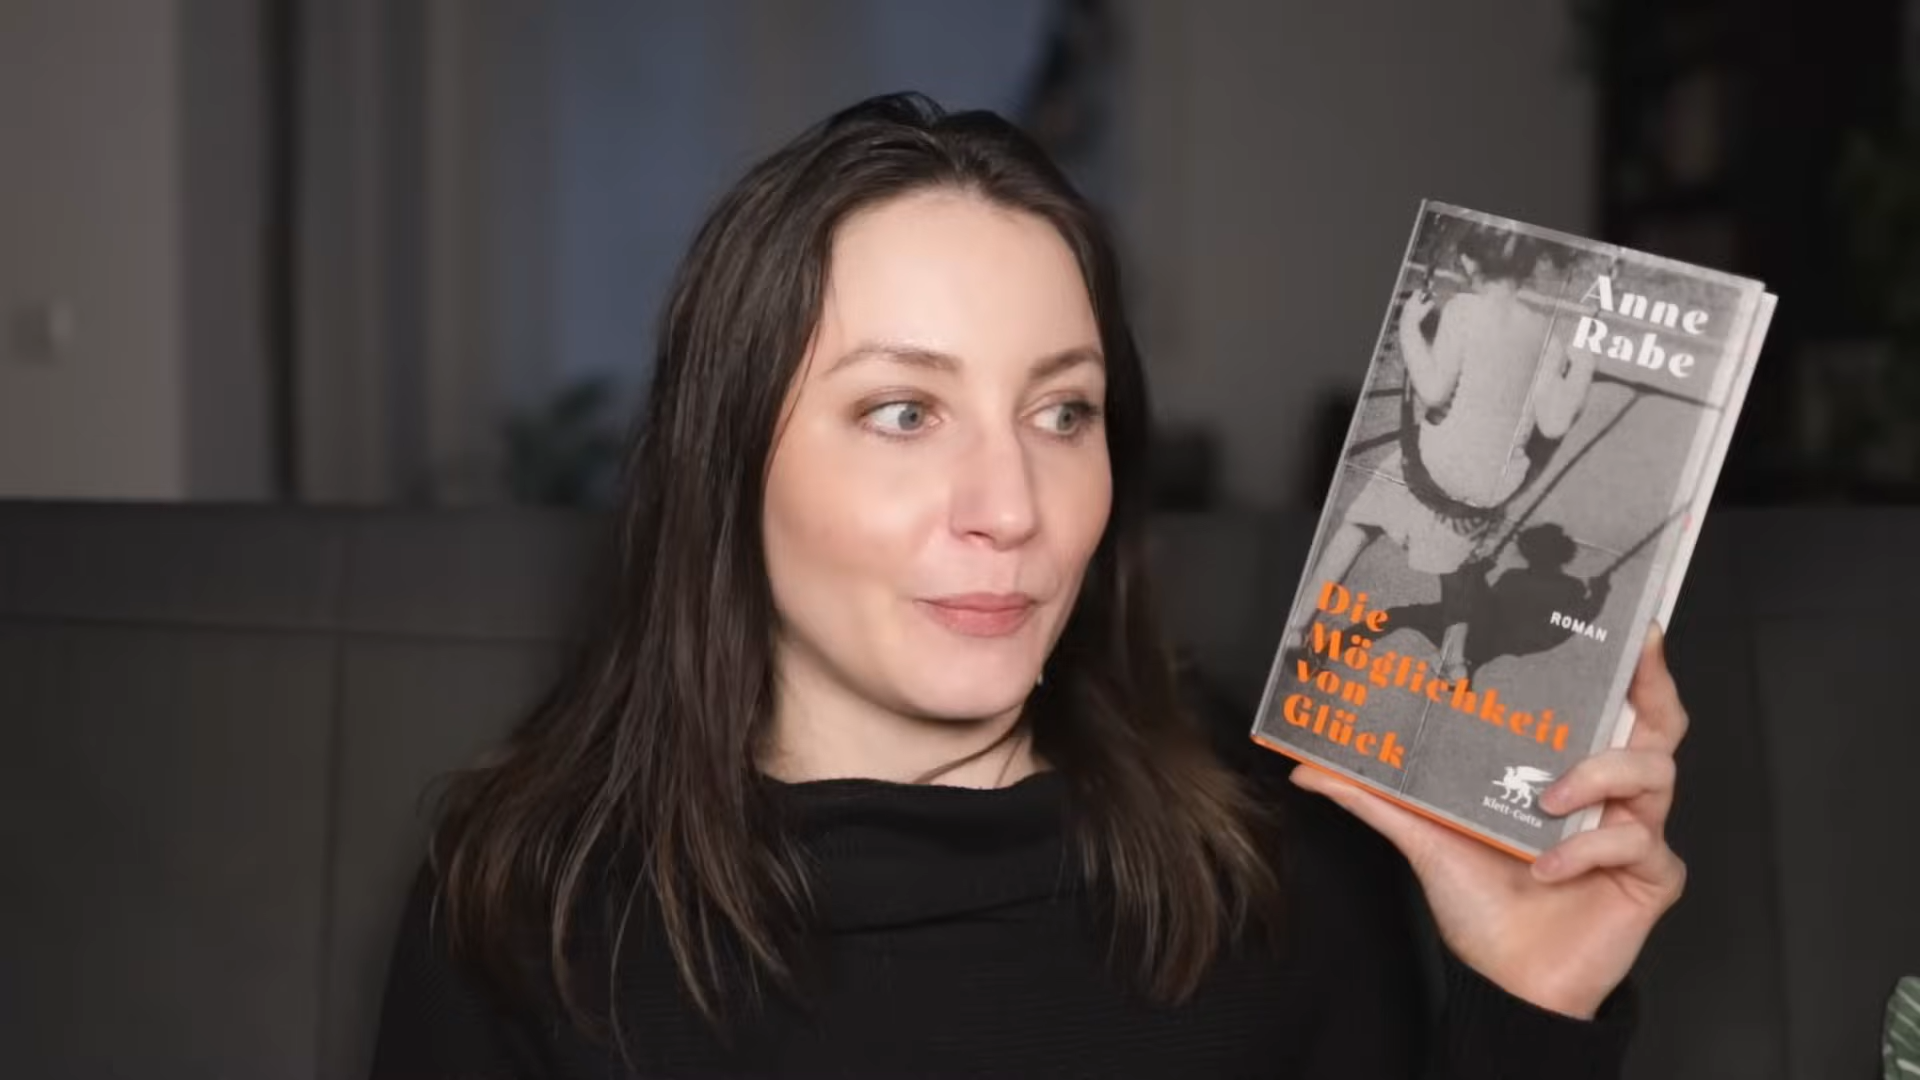 Anne
Rabe
Die
Möglichkeit
von
Glück
ROMAN
Klett-Cotta